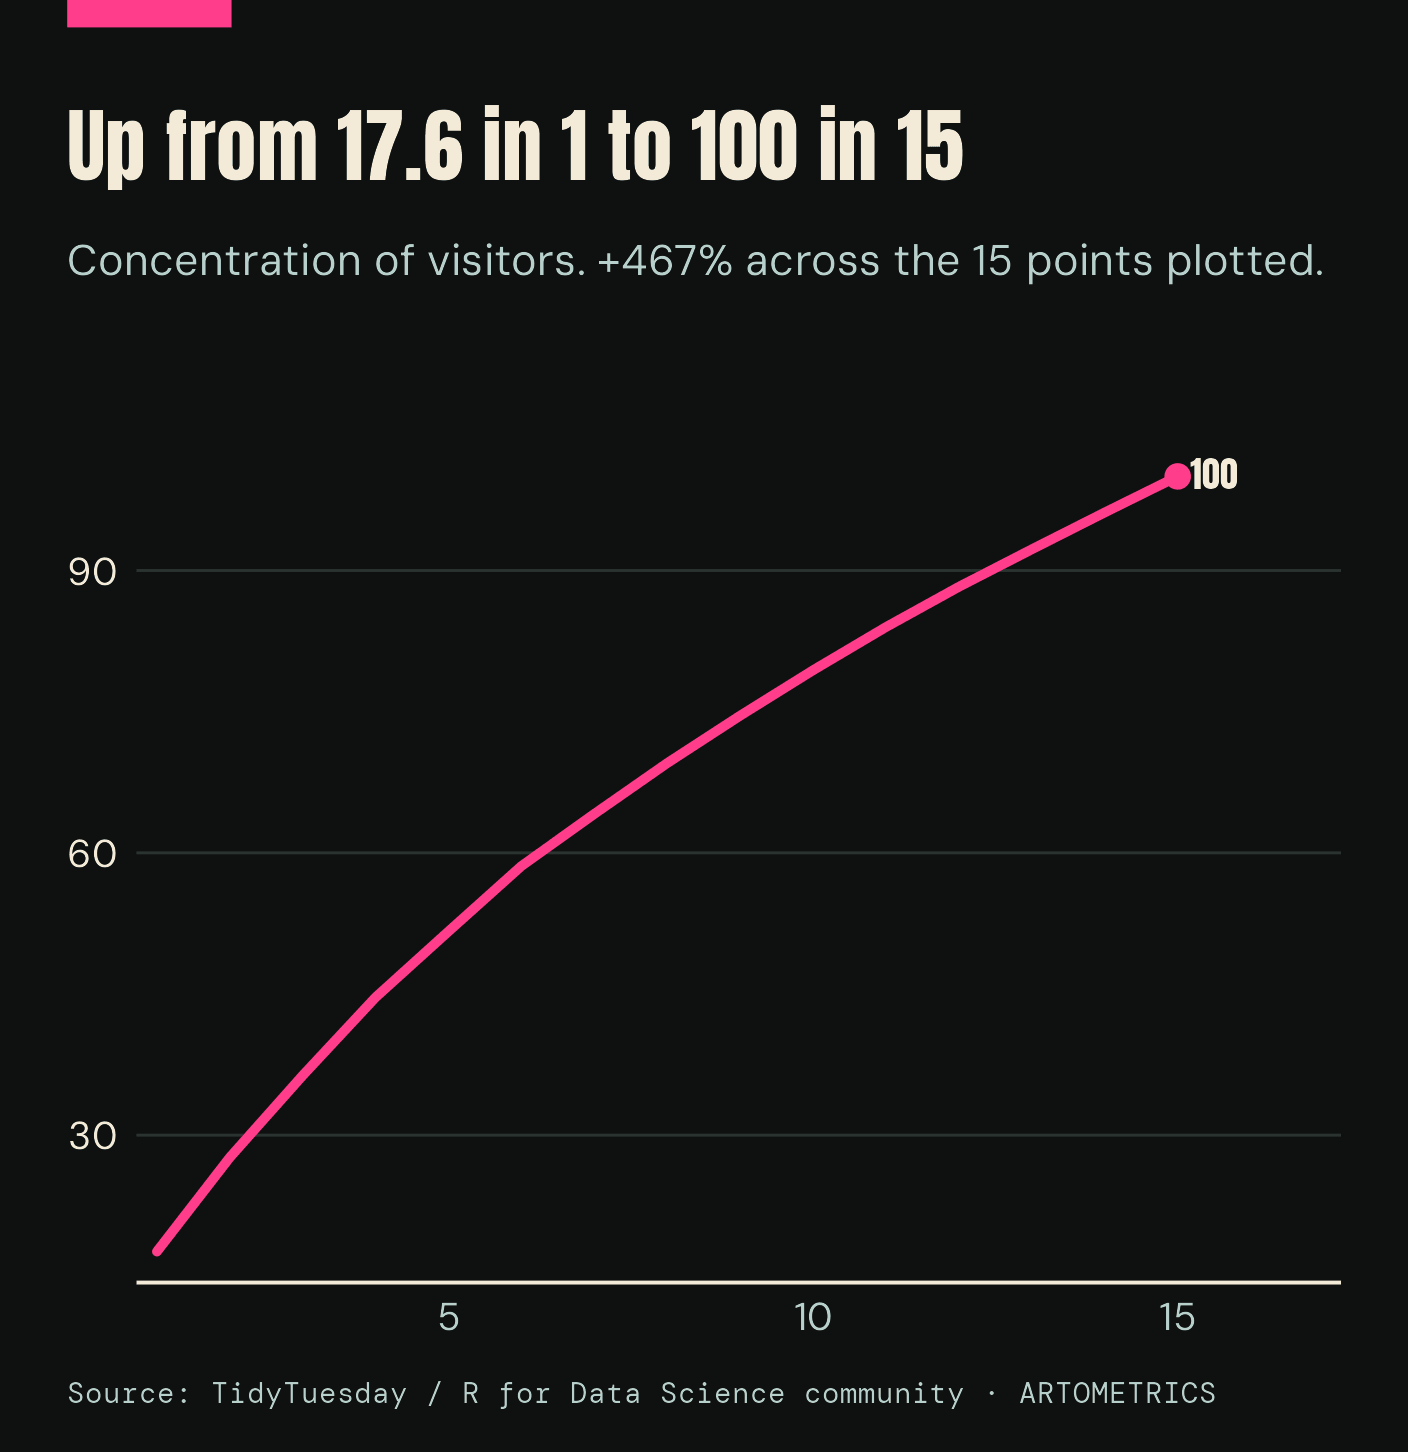 Up from 17.6 in 1 to 100 in 15
Concentration of visitors. +467% across the 15 points plotted.
100
90
60
30
5 10 15
Source: TidyTuesday / R for Data Science community · ARTOMETRICS